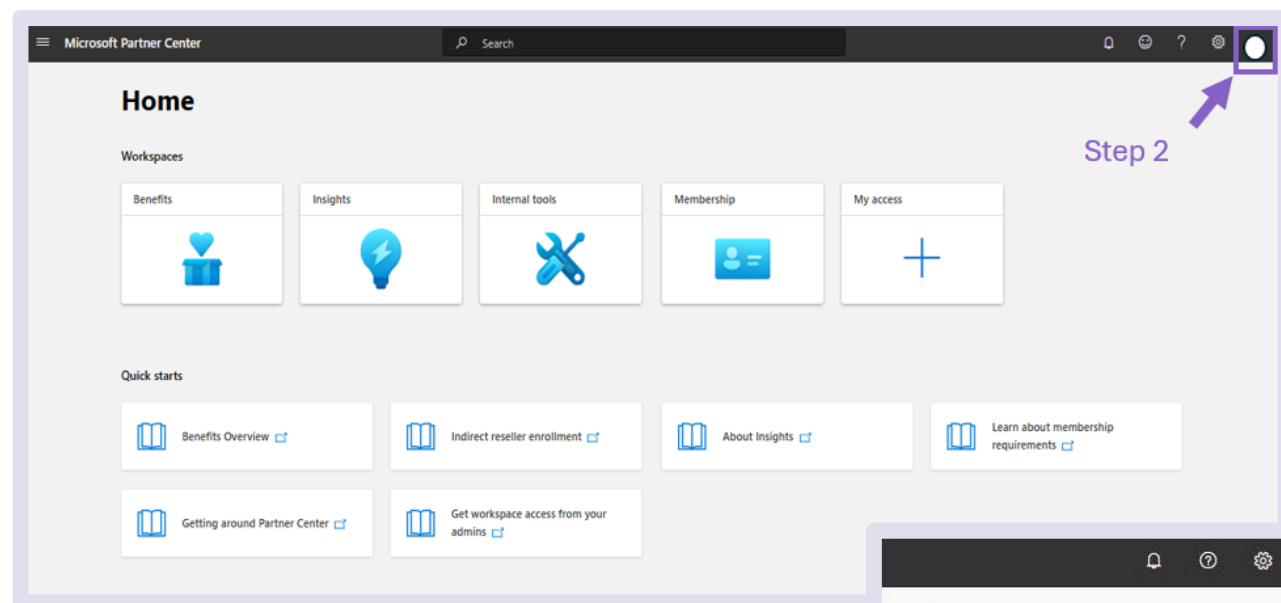 Microsoft Partner Center
Search
?
Step 2
Home
Workspaces
Benefits
Insights
Internal tools
Membership
My access
Quick starts
Benefits Overview
Indirect reseller enrollment
About Insights
Learn about membership
requirements
Getting around Partner Center
Get workspace access from your
admins
?